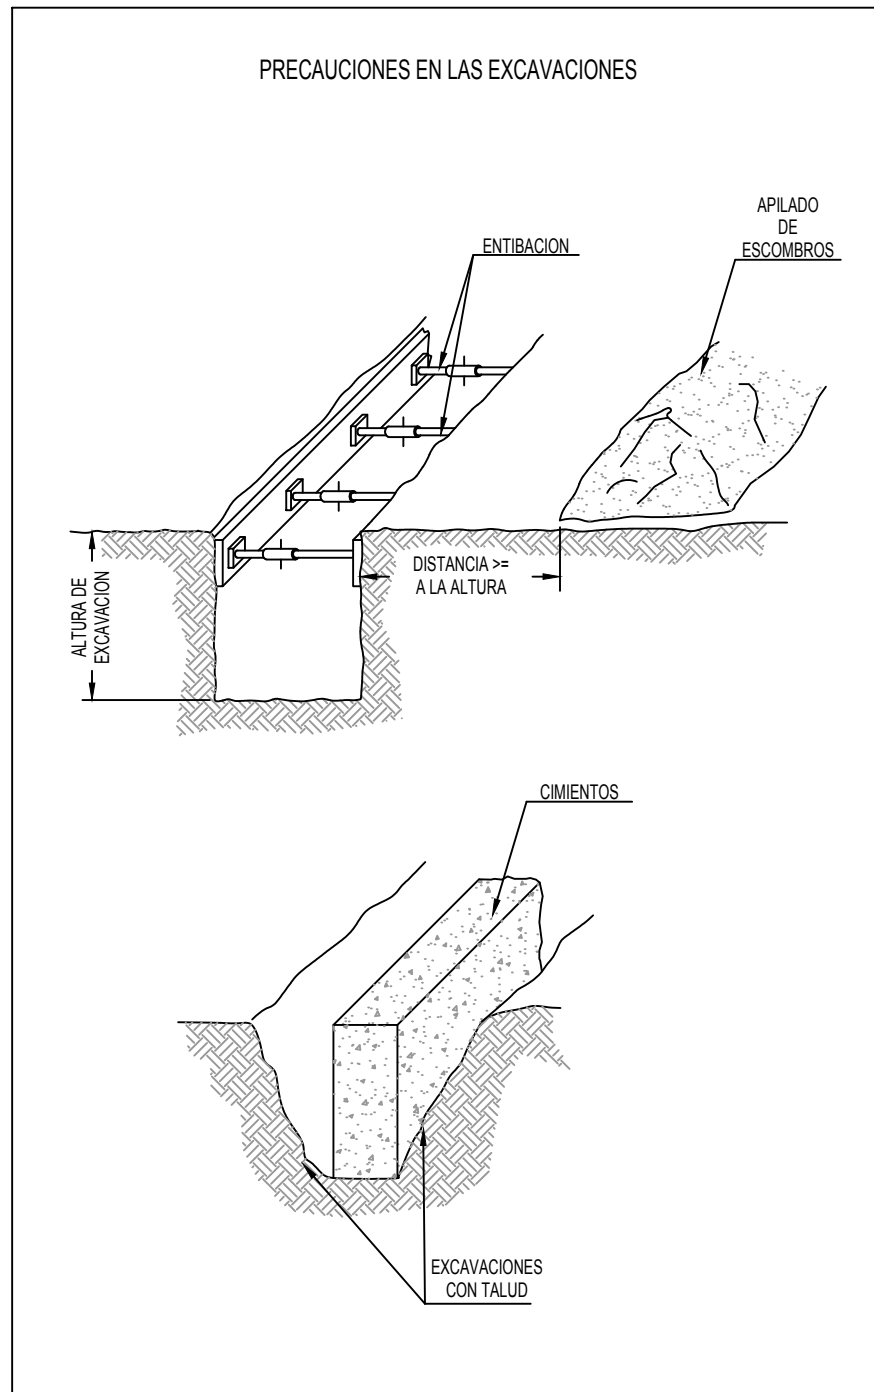 PRECAUCIONES EN LAS EXCAVACIONES
APILADO
DE
ESCOMBROS
ENTIBACION
DISTANCIA >=
A LA ALTURA
ALTURA DE
EXCAVACION
CIMIENTOS
EXCAVACIONES
CON TALUD